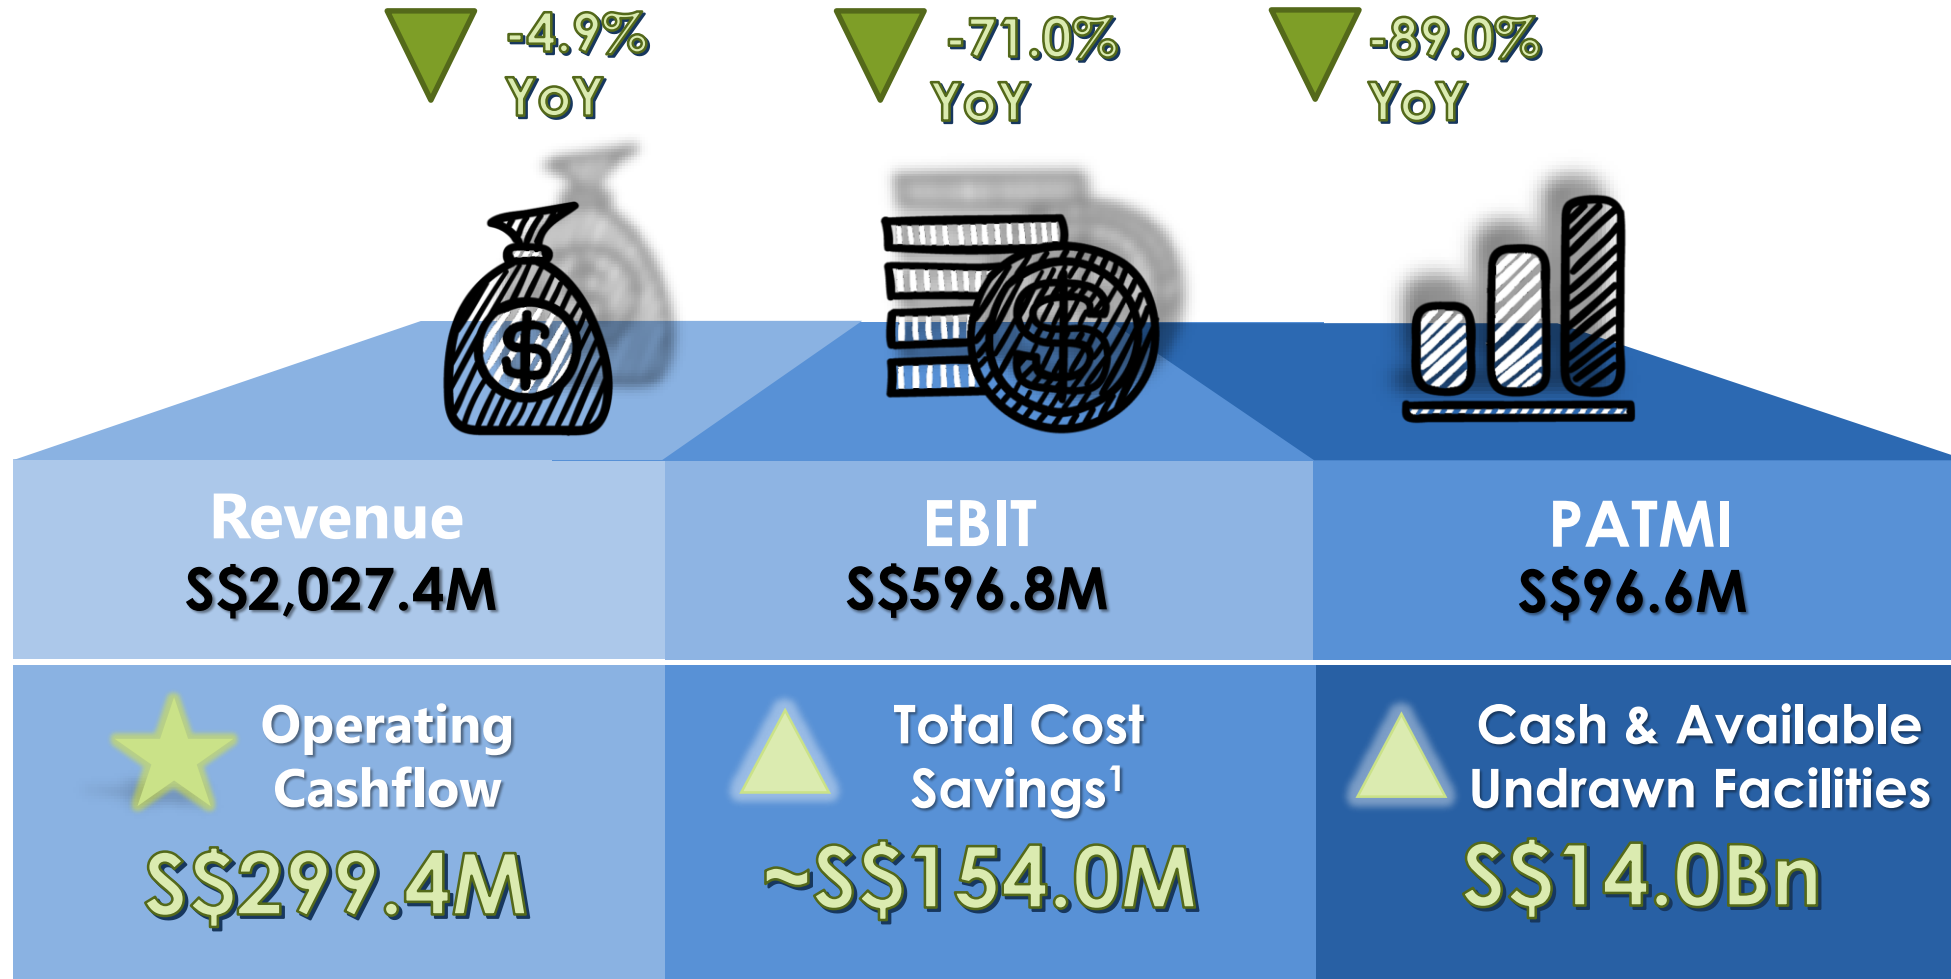 -4.9%
YoY
-71.0%
YoY
-89.0%
YoY
$
$
Revenue
S$2,027.4M
EBIT
S$596.8M
PATMI
S$96.6M
Operating
Cashflow
S$299.4M
Total Cost
Savings¹
~S$154.0M
Cash & Available
Undrawn Facilities
S$14.0Bn